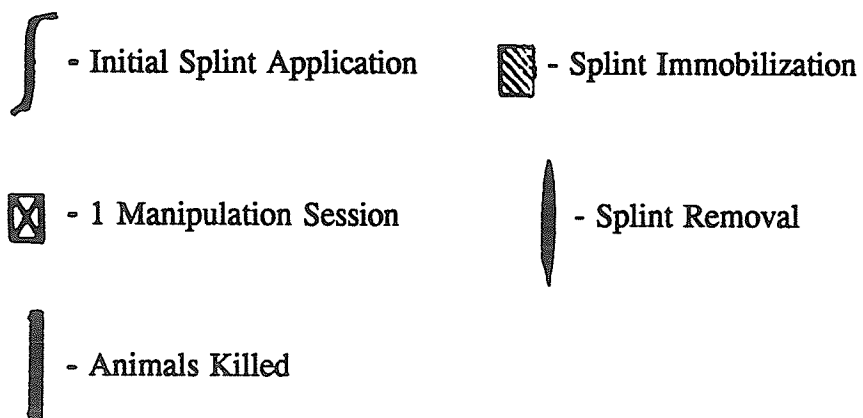 - Initial Splint Application
- Splint Immobilization
- 1 Manipulation Session
- Splint Removal
- Animals Killed